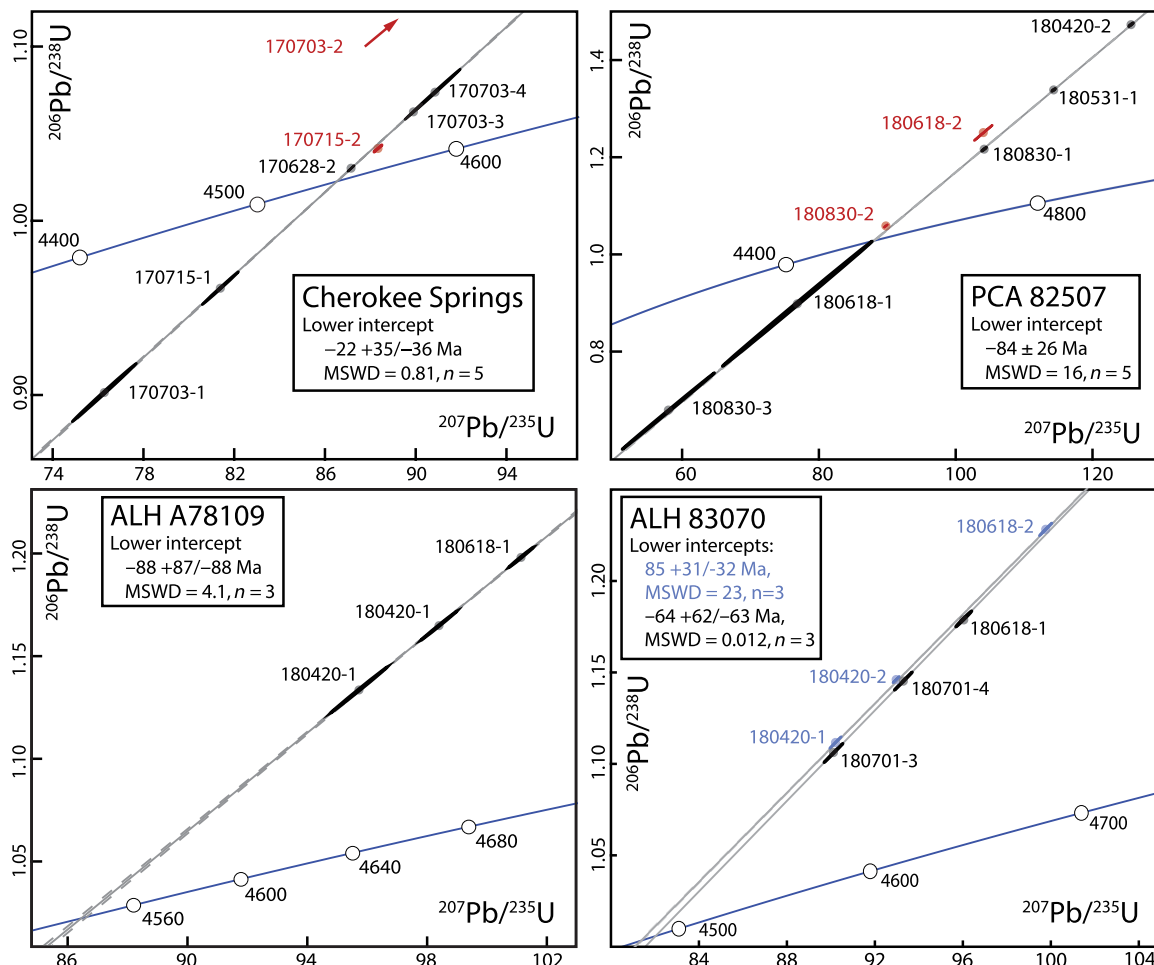 1.10
1.00
0.90
206Pb/238U
170703-2
170703-4
170703-3
170715-2
170628-2
4600
4500
4400
170715-1
170703-1
Cherokee Springs
Lower intercept
−22 +35/−36 Ma
MSWD = 0.81, n = 5
207Pb/235U
74
78
82
86
90
94
1.4
1.2
1.0
0.8
206Pb/238U
180420-2
180531-1
180618-2
180830-1
180830-2
4800
4400
180618-1
180830-3
PCA 82507
Lower intercept
−84 ± 26 Ma
MSWD = 16, n = 5
207Pb/235U
60
80
100
120
1.20
1.15
1.10
1.05
206Pb/238U
ALH A78109
Lower intercept
−88 +87/−88 Ma
MSWD = 4.1, n = 3
180618-1
180420-1
180420-1
4680
4640
4600
4560
207Pb/235U
86
90
94
98
102
1.20
1.15
1.10
1.05
206Pb/238U
ALH 83070
Lower intercepts:
85 +31/-32 Ma,
MSWD = 23, n=3
−64 +62/−63 Ma,
MSWD = 0.012, n = 3
180618-2
180618-1
180420-2
180701-4
180420-1
180701-3
4700
4600
4500
207Pb/235U
84
88
92
96
100
104